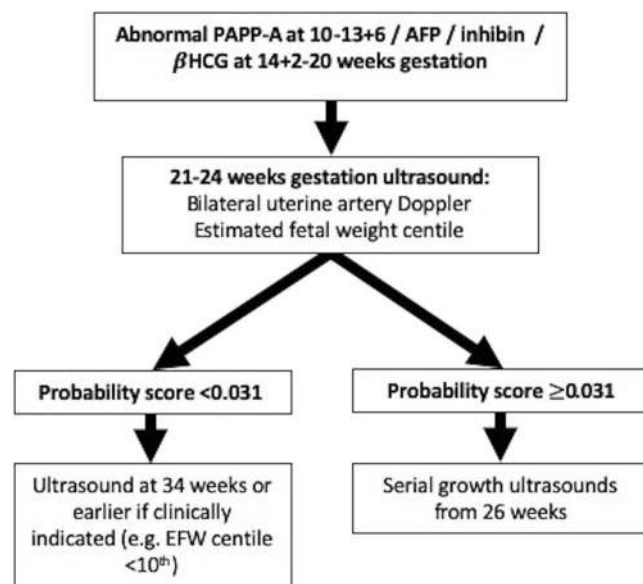 Abnormal PAPP-A at 10-13+6 / AFP / inhibin /
βHCG at 14+2-20 weeks gestation
21-24 weeks gestation ultrasound:
Bilateral uterine artery Doppler
Estimated fetal weight centile
Probability score <0.031
Probability score ≥0.031
Ultrasound at 34 weeks or
earlier if clinically
indicated (e.g. EFW centile
<10th)
Serial growth ultrasounds
from 26 weeks